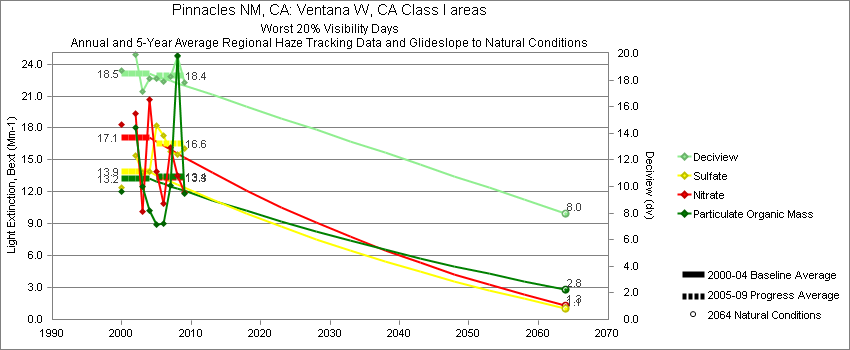 Pinnacles NM, CA: Ventana W, CA Class I areas
Worst 20% Visibility Days
Annual and 5-Year Average Regional Haze Tracking Data and Glideslope to Natural Conditions
Light Extinction, Bext (Mm-1)
24.0
21.0
18.0
15.0
12.0
9.0
6.0
3.0
0.0
18.5
18.4
17.1
16.6
13.9
13.2
13.4
8.0
2.8
1.3
20.0
18.0
16.0
14.0
12.0
10.0
8.0
6.0
4.0
2.0
0.0
Deciview (dv)
1990 2000 2010 2020 2030 2040 2050 2060 2070
Deciview
Sulfate
Nitrate
Particulate Organic Mass
2000-04 Baseline Average
2005-09 Progress Average
2064 Natural Conditions